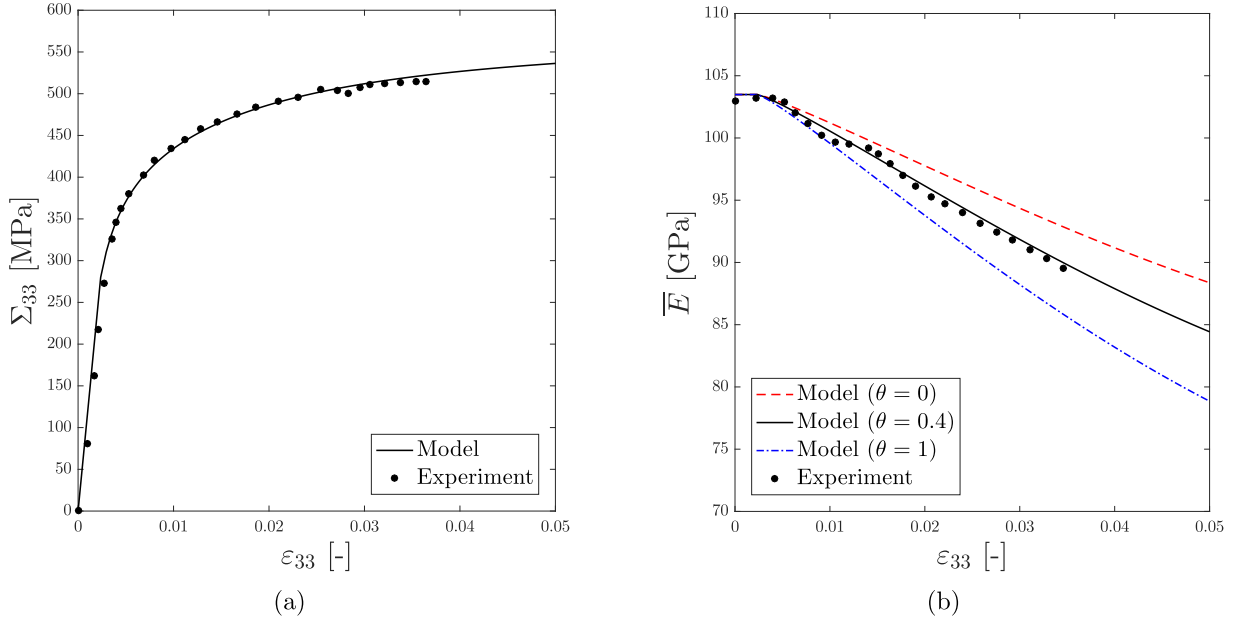 600
550
500
450
400
350
300
250
200
150
100
50
0
Σ33 [MPa]
Model
Experiment
0 0.01 0.02 0.03 0.04 0.05
ε33 [-]
(a)
110
105
100
95
90
85
80
75
70
E̅ [GPa]
Model (θ = 0)
Model (θ = 0.4)
Model (θ = 1)
Experiment
0 0.01 0.02 0.03 0.04 0.05
ε33 [-]
(b)